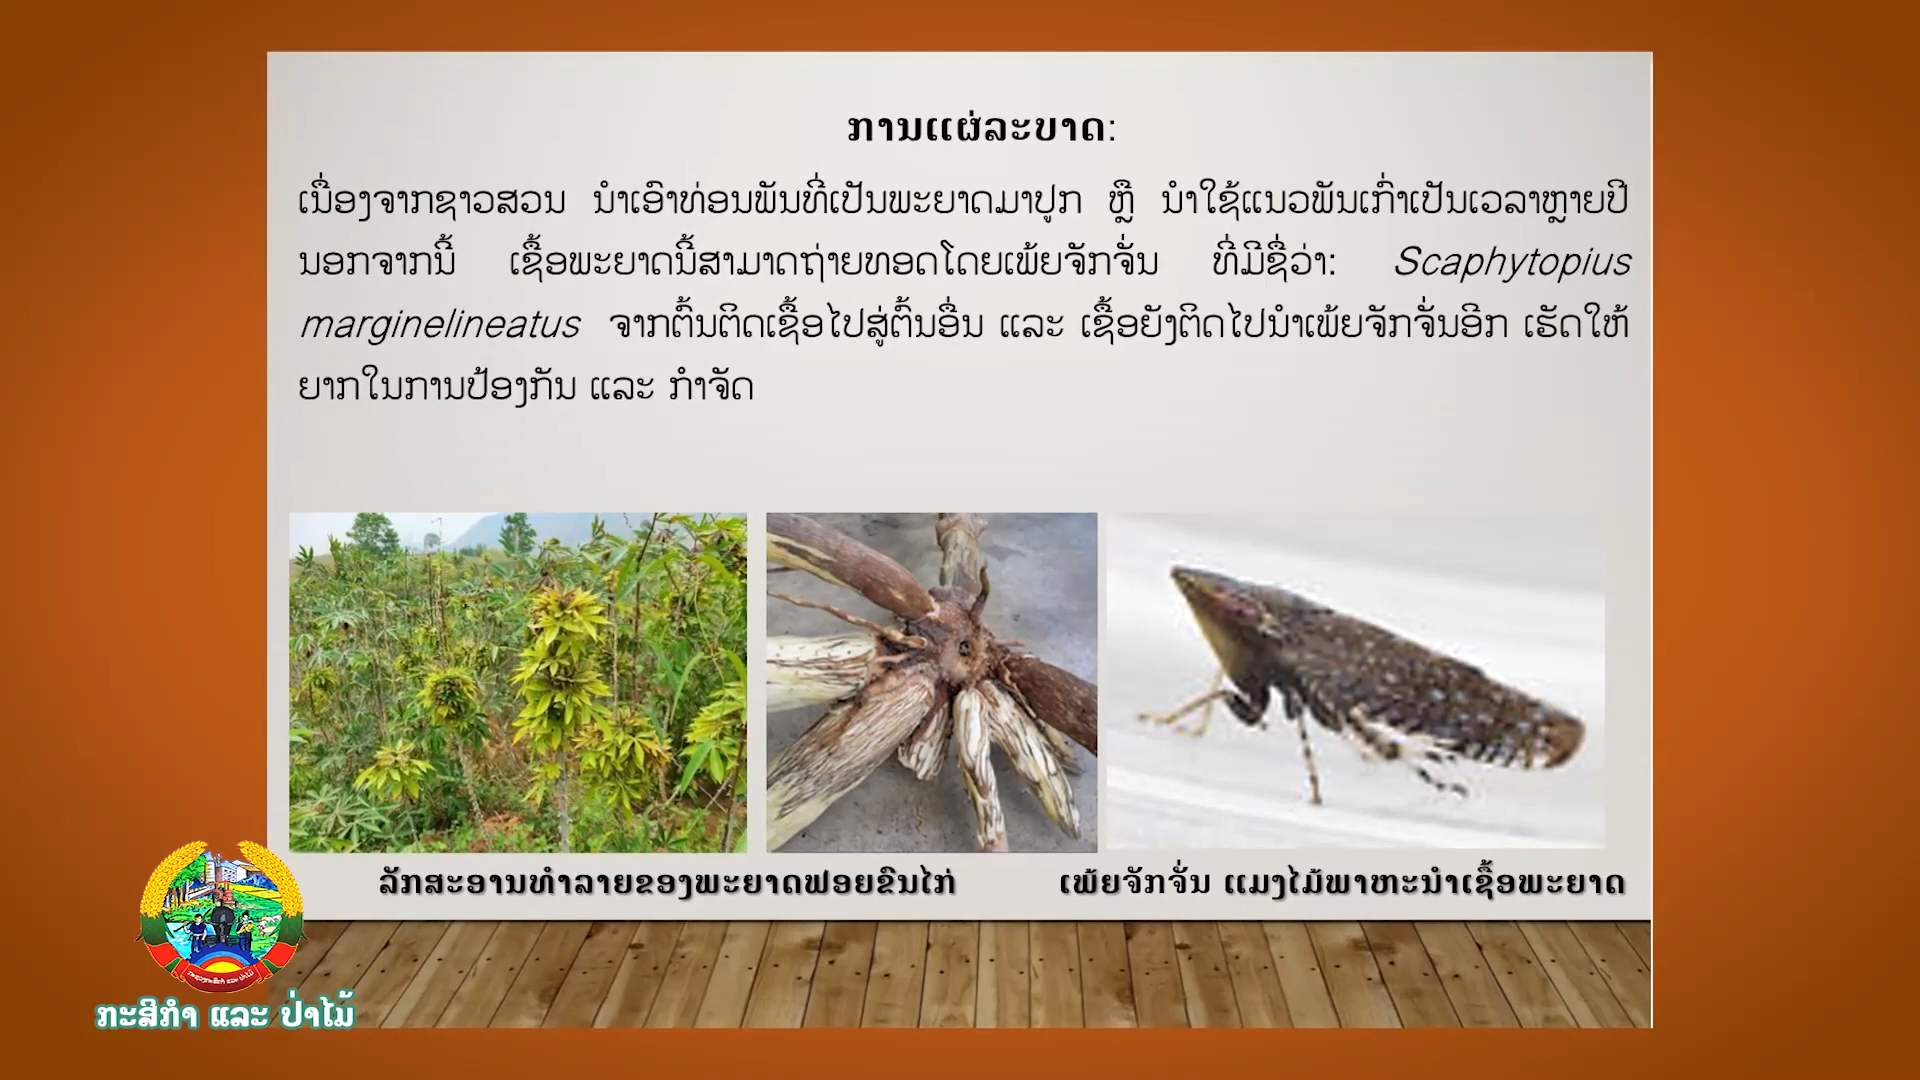 ການແຜ່ລະບາດ:
ເນື່ອງຈາກຊາວສວນ ນຳເອົາທ່ອນພັນທີ່ເປັນພະຍາດມາປູກ ຫຼື ນຳໃຊ້ແນວພັນເກົ່າເປັນເວລາຫຼາຍປີ
ນອກຈາກນີ້ ເຊື້ອພະຍາດນີ້ສາມາດຖ່າຍທອດໂດຍເພ້ຍຈັກຈັ່ນ ທີ່ມີຊື່ວ່າ: Scaphytopius
marginelineatus ຈາກຕົ້ນຕິດເຊື້ອໄປສູ່ຕົ້ນອື່ນ ແລະ ເຊື້ອຍັງຕິດໄປນຳເພ້ຍຈັກຈັ່ນອີກ ເຮັດໃຫ້
ຍາກໃນການປ້ອງກັນ ແລະ ກຳຈັດ
ລັກສະອານທຳລາຍຂອງພະຍາດຟອຍຂົນໄກ່
ເພ້ຍຈັກຈັ່ນ ແມງໄມ້ພາຫະນຳເຊື້ອພະຍາດ
ກະສິກຳ ແລະ ປ່າໄມ້